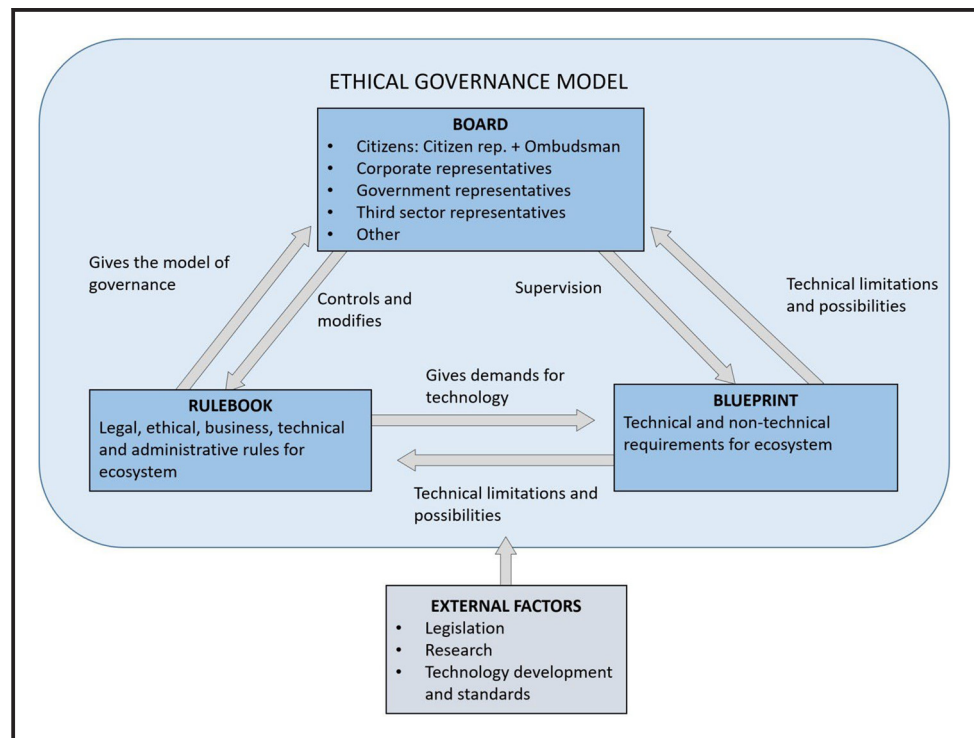 ETHICAL GOVERNANCE MODEL
BOARD
• Citizens: Citizen rep. + Ombudsman
• Corporate representatives
• Government representatives
• Third sector representatives
• Other
Gives the model of
governance
Controls and
modifies
Supervision
Technical limitations
and possibilities
Gives demands for
technology
RULEBOOK
Legal, ethical, business, technical
and administrative rules for
ecosystem
BLUEPRINT
Technical and non-technical
requirements for ecosystem
Technical limitations and
possibilities
EXTERNAL FACTORS
• Legislation
• Research
• Technology development
and standards